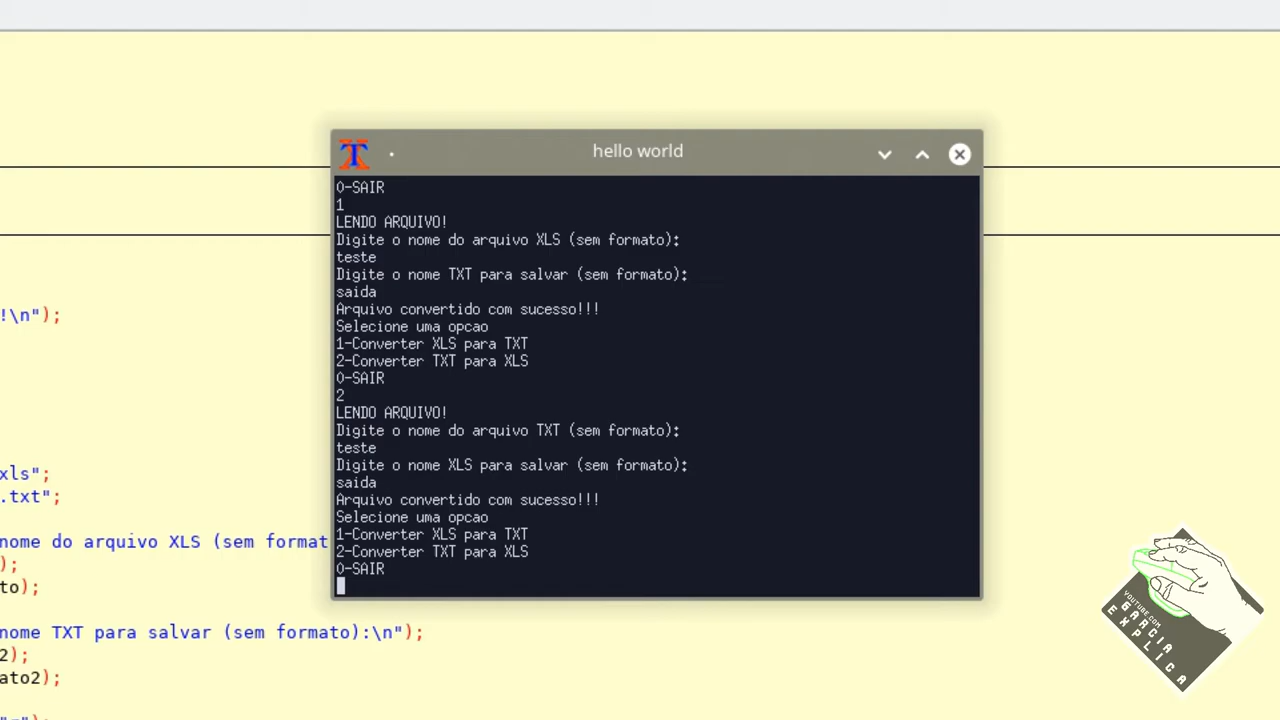 hello world
0-SAIR
1
LENDO ARQUIVO!
Digite o nome do arquivo XLS (sem formato):
teste
Digite o nome TXT para salvar (sem formato):
saida
Arquivo convertido com sucesso!!!
Selecione uma opcao
1-Converter XLS para TXT
2-Converter TXT para XLS
0-SAIR
2
LENDO ARQUIVO!
Digite o nome do arquivo TXT (sem formato):
teste
Digite o nome XLS para salvar (sem formato):
saida
Arquivo convertido com sucesso!!!
Selecione uma opcao
1-Converter XLS para TXT
2-Converter TXT para XLS
0-SAIR
!\n");
xls";
.txt";
nome do arquivo XLS (sem format
);
to);
nome TXT para salvar (sem formato):\n");
2);
ato2);
YOUTUBE.COM
GARCIA
EXPLICA